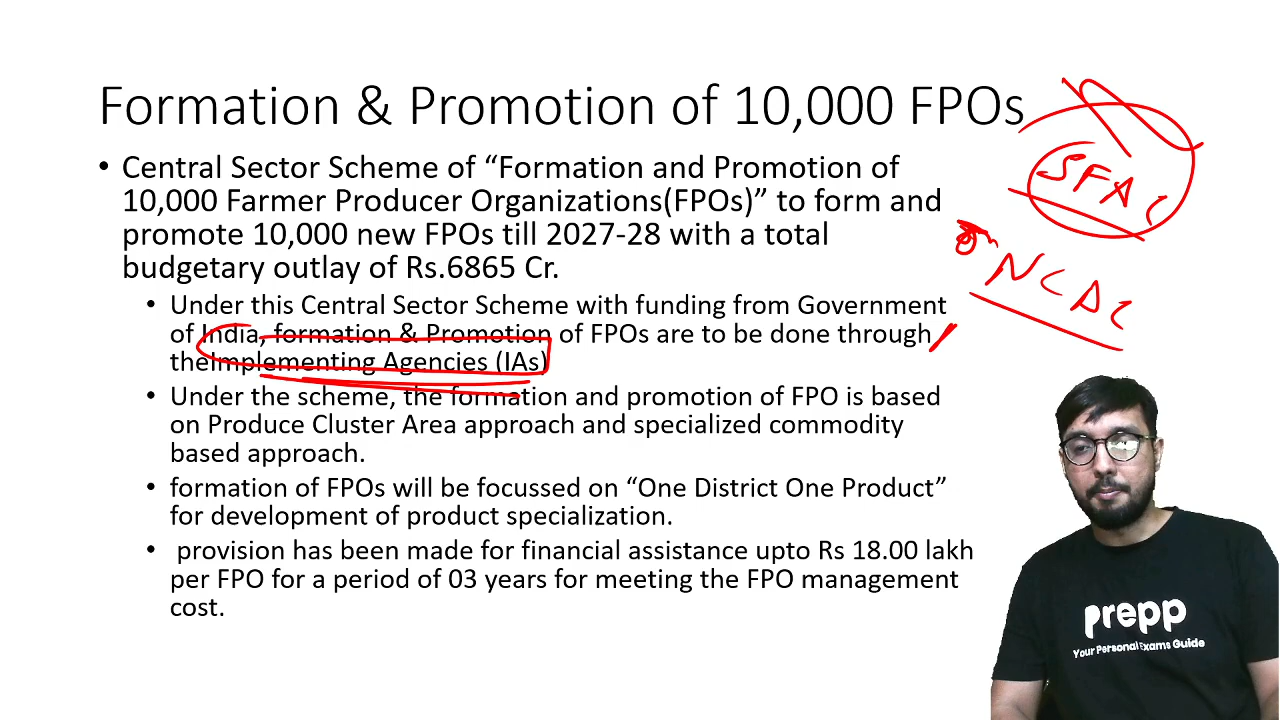 Formation & Promotion of 10,000 FPOs
• Central Sector Scheme of “Formation and Promotion of
10,000 Farmer Producer Organizations(FPOs)” to form and
promote 10,000 new FPOs till 2027-28 with a total
budgetary outlay of Rs.6865 Cr.
• Under this Central Sector Scheme with funding from Government
of India, formation & Promotion of FPOs are to be done through
theImplementing Agencies (IAs)
• Under the scheme, the formation and promotion of FPO is based
on Produce Cluster Area approach and specialized commodity
based approach.
• formation of FPOs will be focussed on “One District One Product”
for development of product specialization.
• provision has been made for financial assistance upto Rs 18.00 lakh
per FPO for a period of 03 years for meeting the FPO management
cost.
SFAC
prepp
Your Personal Exams Guide